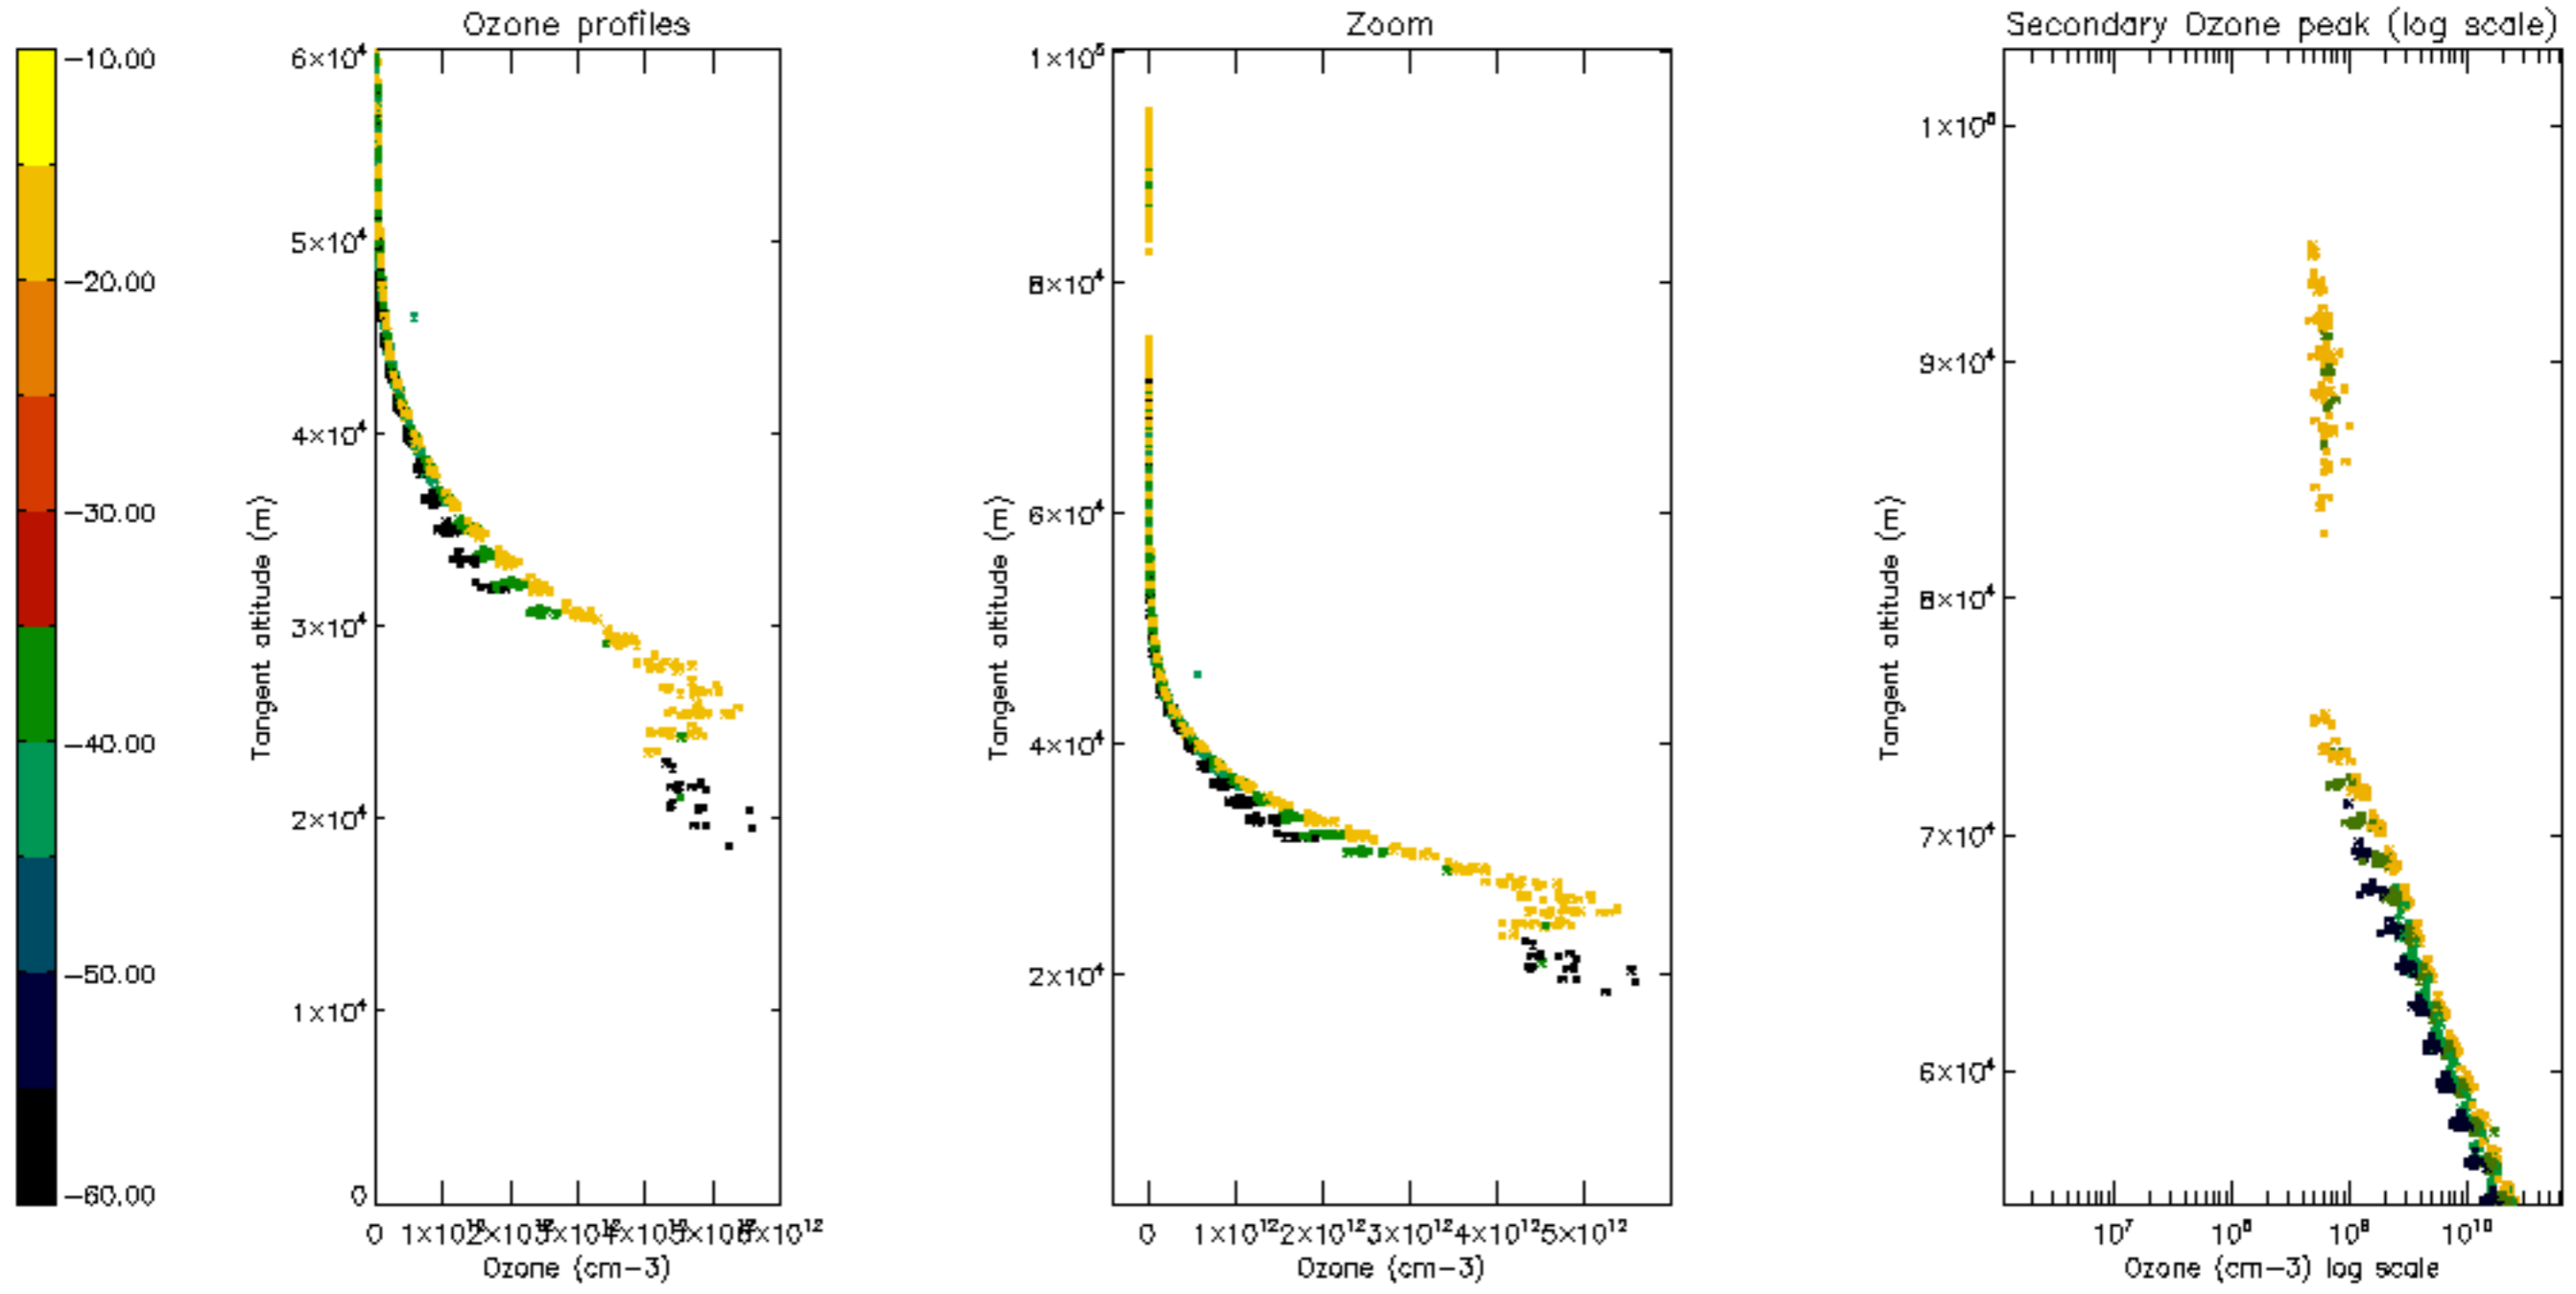 Ozone profiles
Zoom
Secondary Ozone peak (log scale)
-10.00
-20.00
-30.00
-40.00
-50.00
-60.00
6×10⁴
5×10⁴
4×10⁴
3×10⁴
2×10⁴
1×10⁴
0
Tangent altitude (m)
0
Ozone (cm-3)
1×10⁵
8×10⁴
6×10⁴
4×10⁴
2×10⁴
Tangent altitude (m)
0 1×10¹² 2×10¹² 3×10¹² 4×10¹² 5×10¹²
Ozone (cm-3)
1×10⁵
9×10⁴
8×10⁴
7×10⁴
6×10⁴
Tangent altitude (m)
10⁷ 10⁸ 10⁹ 10¹⁰
Ozone (cm-3) log scale